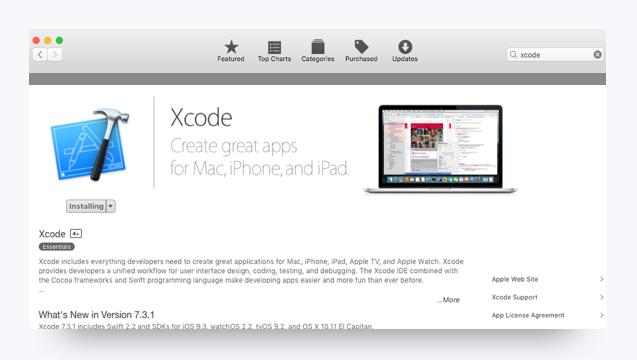 xcode
Featured
Top Charts
Categories
Purchased
Updates
Xcode
Create great apps
for Mac, iPhone, and iPad.
Installing
Xcode 4+
Essentials
Xcode includes everything developers need to create great applications for Mac, iPhone, iPad, Apple TV, and Apple Watch. Xcode
provides developers a unified workflow for user interface design, coding, testing, and debugging. The Xcode IDE combined with
the Cocoa frameworks and Swift programming language make developing apps easier and more fun than ever before.
...
...More
Apple Web Site
Xcode Support
App License Agreement
What's New in Version 7.3.1
Xcode 7.3.1 includes Swift 2.2 and SDKs for iOS 9.3, watchOS 2.2, tvOS 9.2, and OS X 10.11 El Capitan.